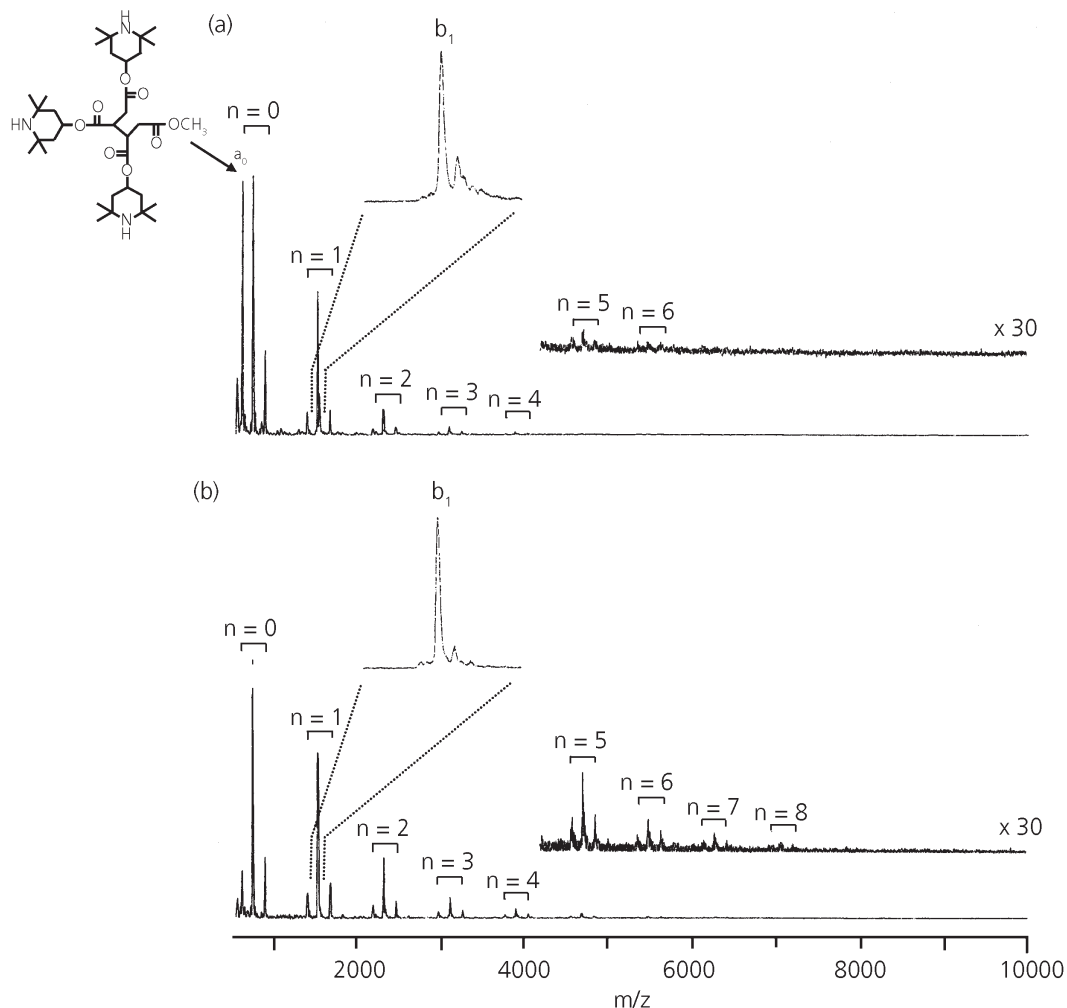 (a)
b₁
n = 0
a₀
n = 1
n = 2
n = 3
n = 4
n = 5
n = 6
x 30
H
N
O
O
HN
O
O
O
OCH₃
O
O
O
N
H
(b)
b₁
n = 0
n = 1
n = 2
n = 3
n = 4
n = 5
n = 6
n = 7
n = 8
x 30
2000 4000 6000 8000 10000
m/z